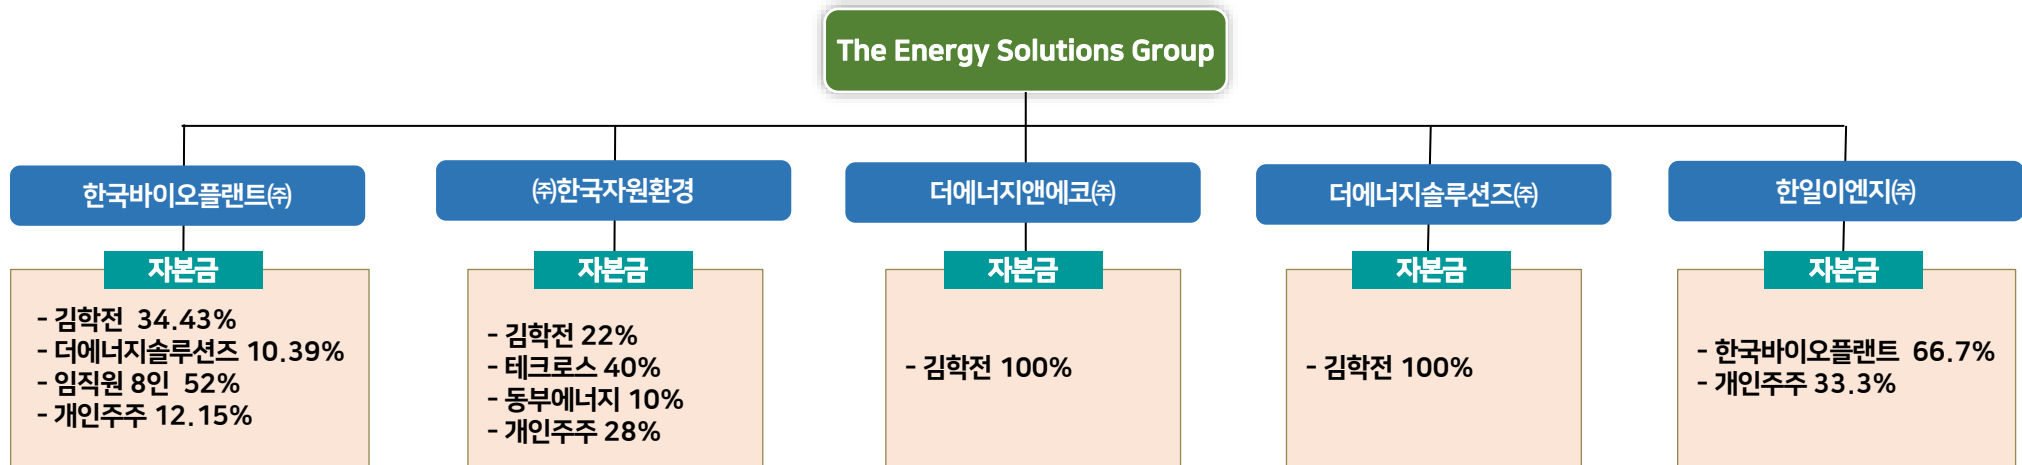 The Energy Solutions Group
한국바이오플랜트㈜
㈜한국자원환경
더에너지앤에코㈜
더에너지솔루션즈㈜
한일이엔지㈜
자본금
- 김학전 34.43%
- 더에너지솔루션즈 10.39%
- 임직원 8인 52%
- 개인주주 12.15%
자본금
- 김학전 22%
- 테크로스 40%
- 동부에너지 10%
- 개인주주 28%
자본금
- 김학전 100%
자본금
- 김학전 100%
자본금
- 한국바이오플랜트 66.7%
- 개인주주 33.3%